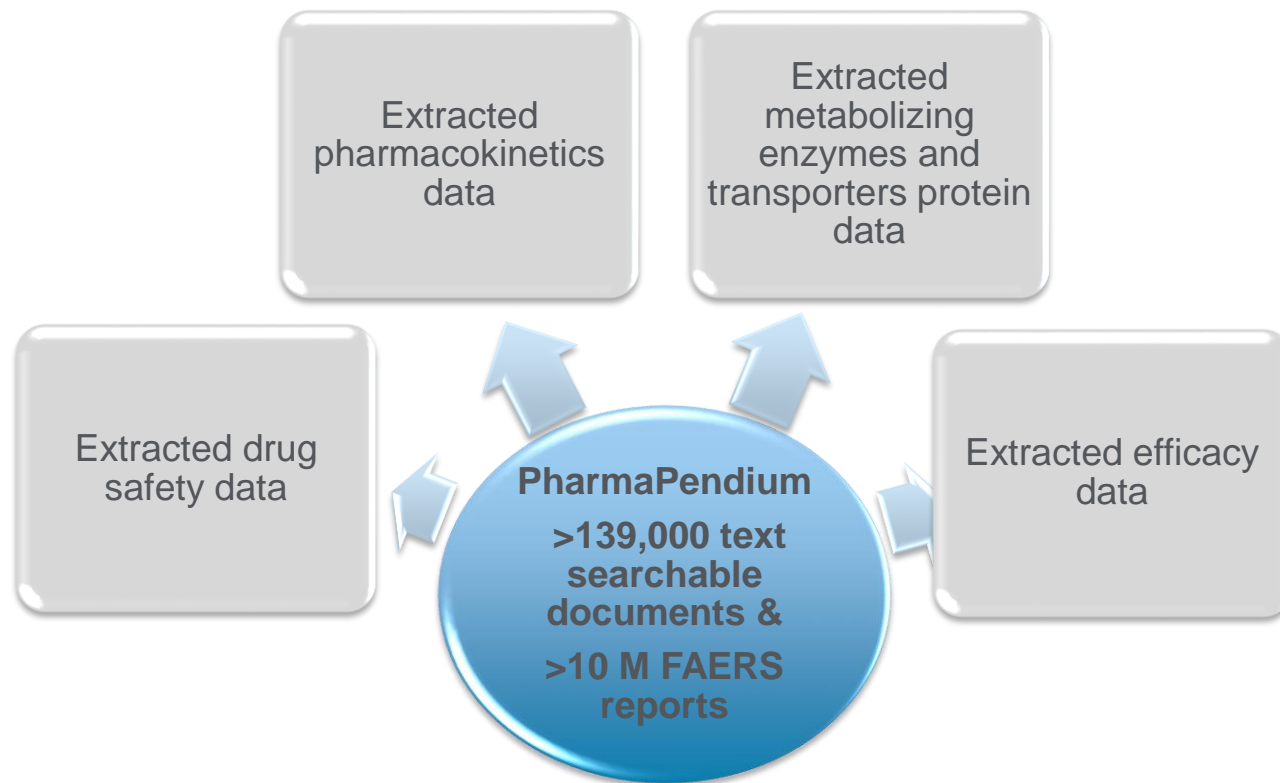 Extracted
pharmacokinetics
data
Extracted
metabolizing
enzymes and
transporters protein
data
Extracted drug
safety data
Extracted efficacy
data
PharmaPendium
>139,000 text
searchable
documents &
>10 M FAERS
reports